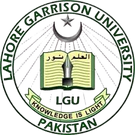 LAHORE GARRISON UNIVERSITY
العلم نور
LGU
KNOWLEDGE IS LIGHT
PAKISTAN